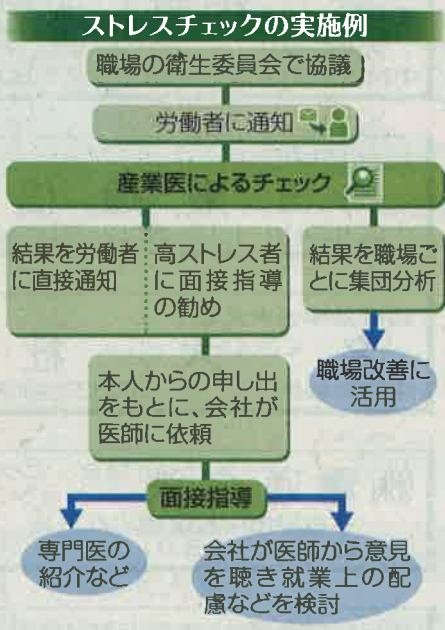 ストレスチェックの実施例
職場の衛生委員会で協議
労働者に通知
産業医によるチェック
結果を労働者
に直接通知
高ストレス者
に面接指導
の勧め
結果を職場ご
とに集団分析
職場改善に
活用
本人からの申し出
をもとに、会社が
医師に依頼
面接指導
専門医の
紹介など
会社が医師から意見
を聴き就業上の配
慮などを検討